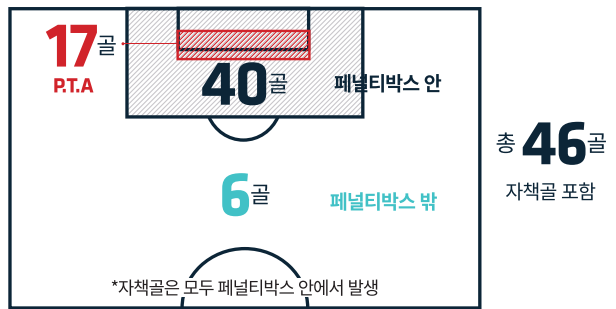 17골
P.T.A
40골
페널티박스 안
총 46골
자책골 포함
6골
페널티박스 밖
*자책골은 모두 페널티박스 안에서 발생